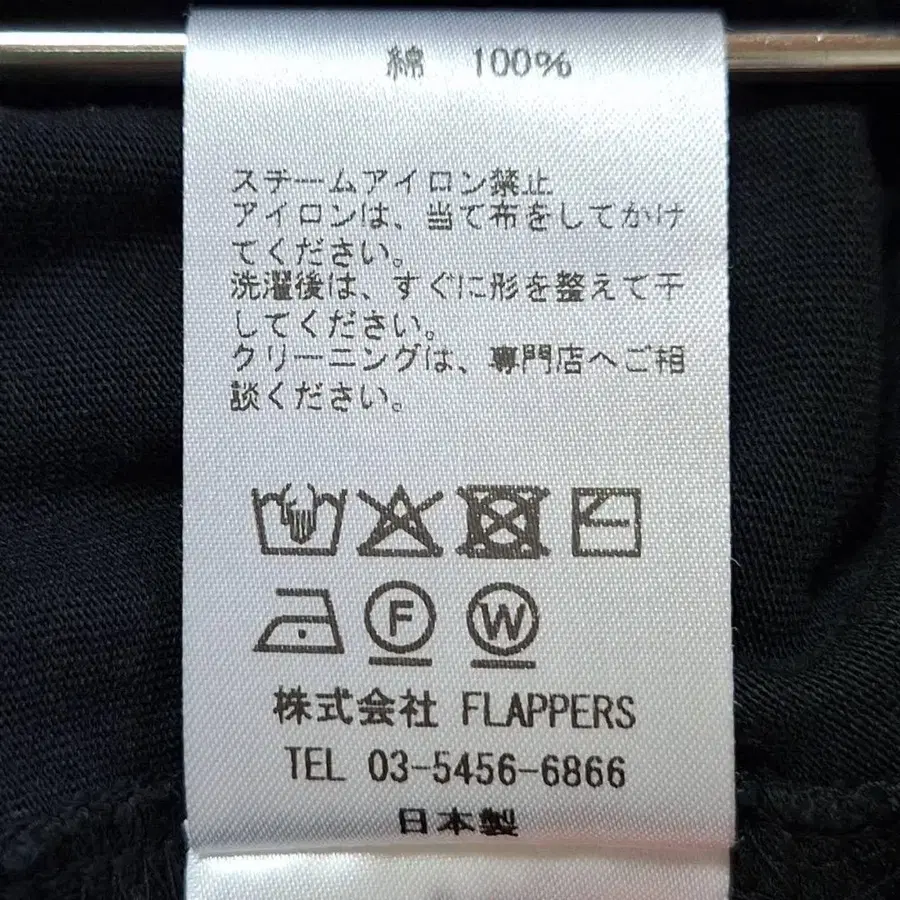 綿 100%
スチームアイロン禁止
アイロンは、当て布をしてかけ
てください。
洗濯後は、すぐに形を整えて干
してください。
クリーニングは、専門店へご相
談ください。
F W
株式会社 FLAPPERS
TEL 03-5456-6866
日本製